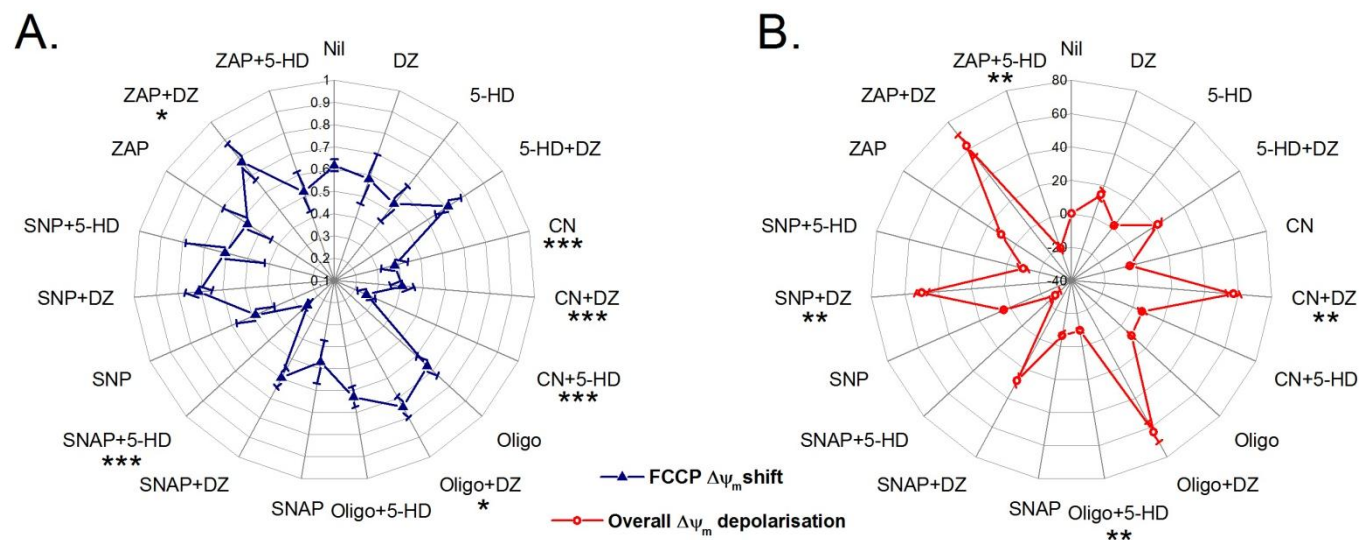 A.
Nil
DZ
5-HD
5-HD+DZ
CN
***
CN+DZ
***
CN+5-HD
***
Oligo
Oligo+DZ
*
Oligo+5-HD
SNAP
SNAP+DZ
SNAP+5-HD
***
SNP
SNP+DZ
SNP+5-HD
ZAP
ZAP+DZ
*
ZAP+5-HD
1
0.9
0.8
0.7
0.6
0.5
0.4
0.3
0.2
0.1
FCCP Δψm shift
Overall Δψm depolarisation
B.
Nil
DZ
5-HD
5-HD+DZ
CN
CN+DZ
**
CN+5-HD
Oligo
Oligo+DZ
Oligo+5-HD
**
SNAP
SNAP+DZ
SNAP+5-HD
SNP
SNP+DZ
**
SNP+5-HD
ZAP
ZAP+DZ
ZAP+5-HD
**
80
60
40
20
0
-20
-40